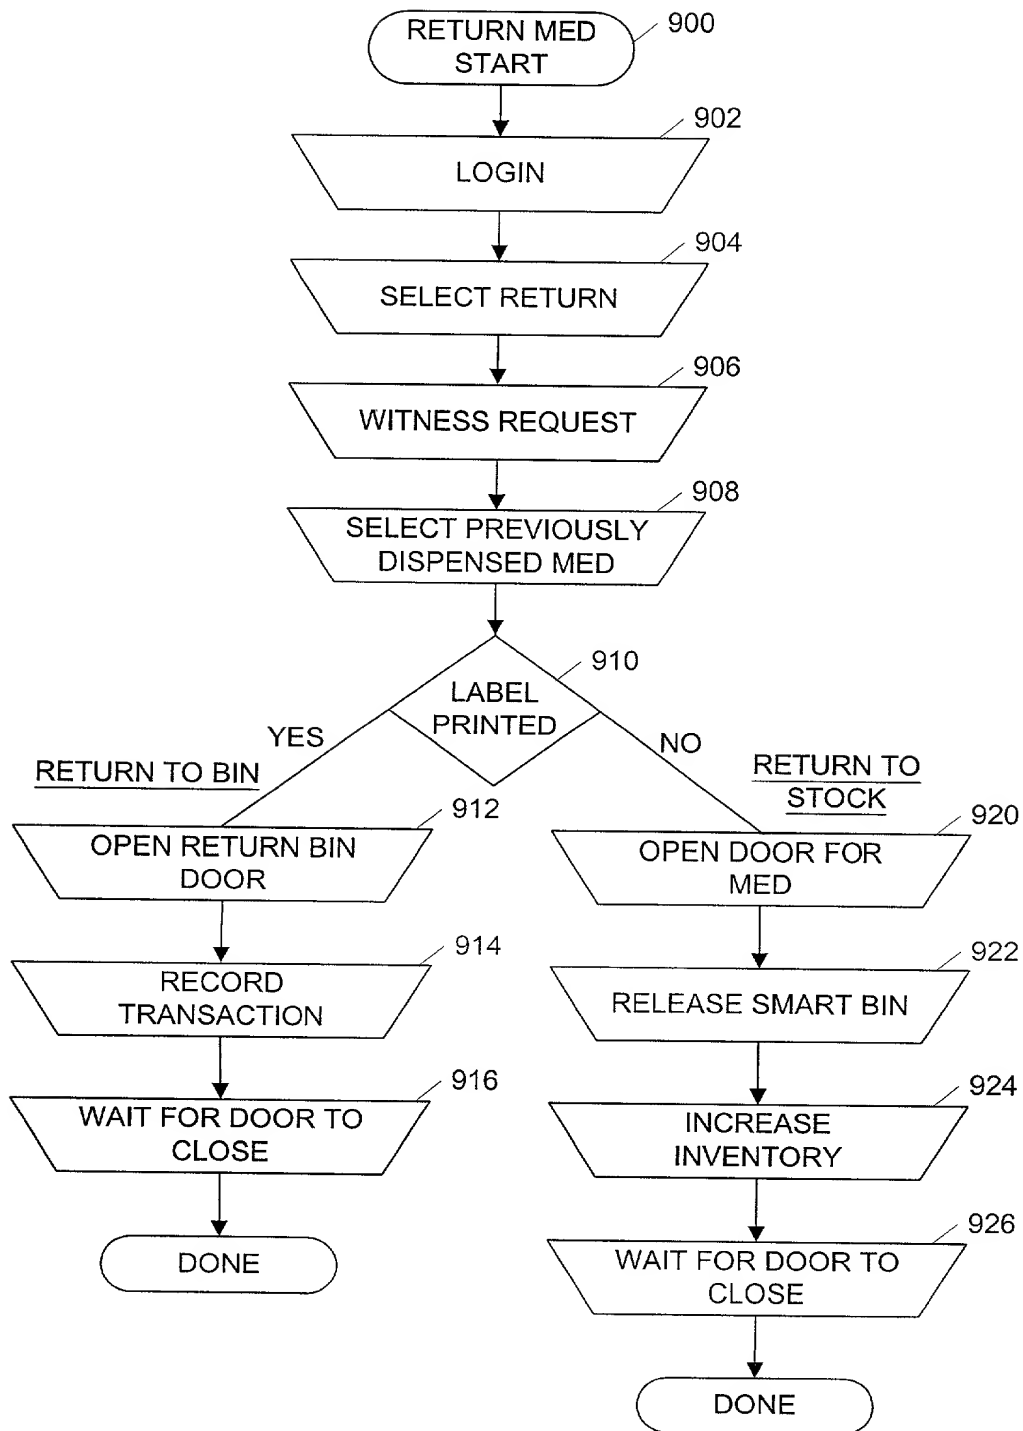 RETURN MED
START
900
902
LOGIN
904
SELECT RETURN
906
WITNESS REQUEST
908
SELECT PREVIOUSLY
DISPENSED MED
910
LABEL
PRINTED
YES
NO
RETURN TO BIN
RETURN TO
STOCK
912
OPEN RETURN BIN
DOOR
914
RECORD
TRANSACTION
916
WAIT FOR DOOR TO
CLOSE
DONE
920
OPEN DOOR FOR
MED
922
RELEASE SMART BIN
924
INCREASE
INVENTORY
926
WAIT FOR DOOR TO
CLOSE
DONE